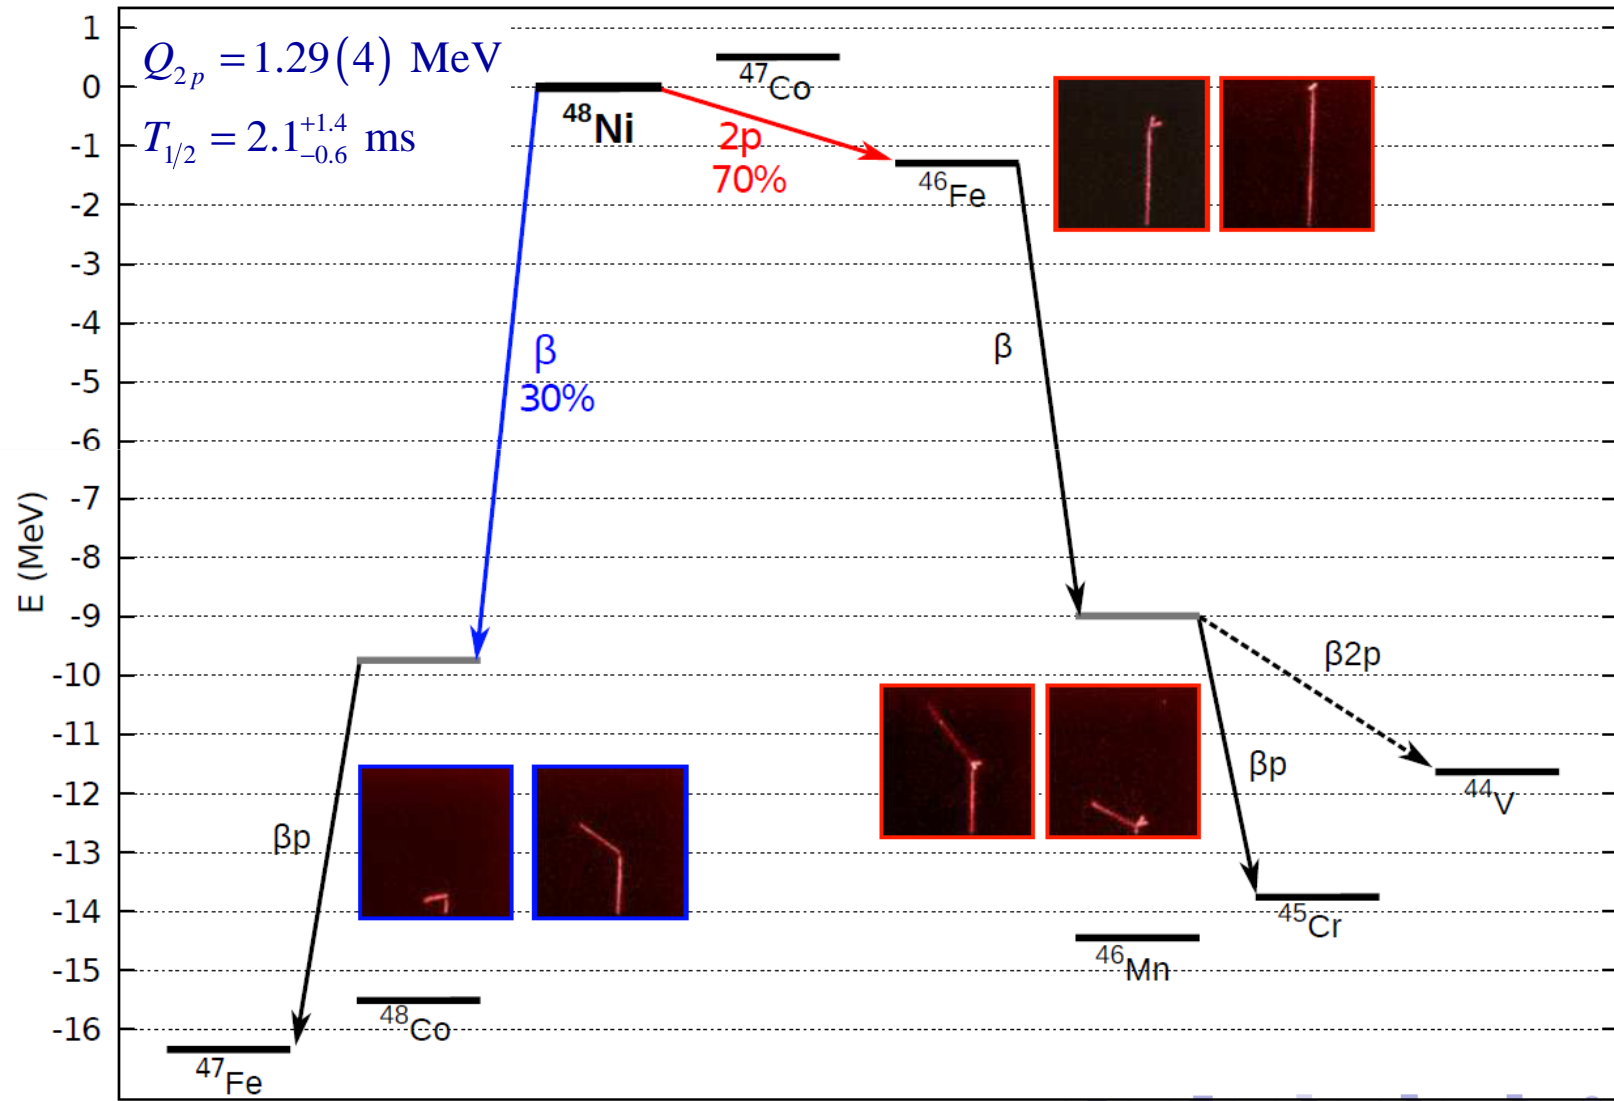 Q₂ₚ = 1.29(4) MeV
T₁/₂ = 2.1 +1.4 −0.6 ms
E (MeV)
1
0
-1
-2
-3
-4
-5
-6
-7
-8
-9
-10
-11
-12
-13
-14
-15
-16
⁴⁷Co
⁴⁸Ni
2p
70%
⁴⁶Fe
β
30%
β
β2p
βp
⁴⁴V
βp
⁴⁵Cr
⁴⁶Mn
⁴⁸Co
⁴⁷Fe